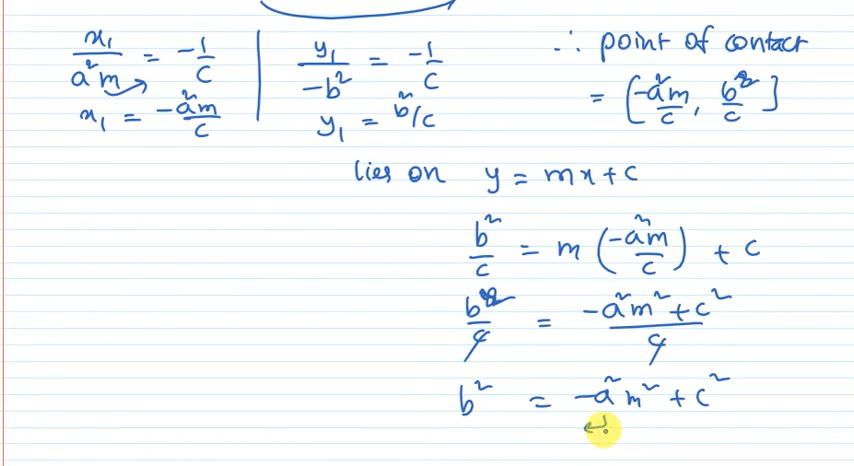 x₁/a²m = -1/c
x₁ = -a²m/c
y₁/-b² = -1/c
y₁ = b²/c
∴ point of contact
= [-a²m/c, b²/c]
lies on y = mx + c
b²/c = m (-a²m/c) + c
b²/c = -a²m² + c²/c
b² = -a²m² + c²